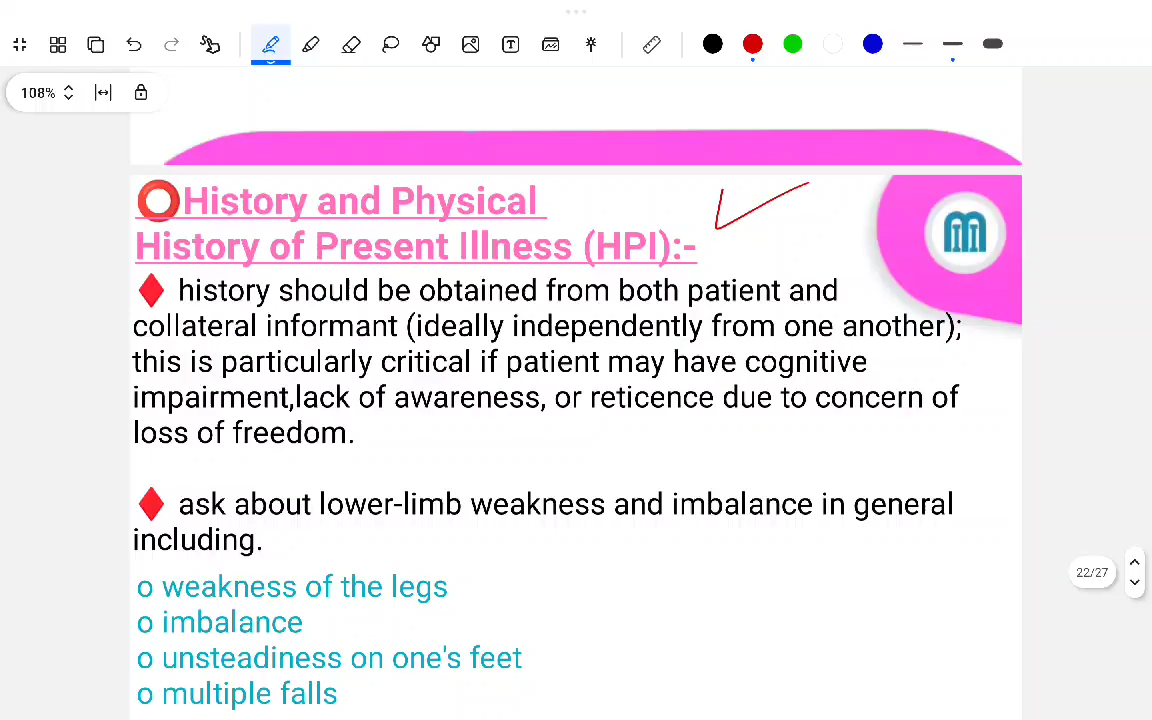 108%
⭕History and Physical
History of Present Illness (HPI):-
♦ history should be obtained from both patient and
collateral informant (ideally independently from one another);
this is particularly critical if patient may have cognitive
impairment,lack of awareness, or reticence due to concern of
loss of freedom.
♦ ask about lower-limb weakness and imbalance in general
including.
o weakness of the legs
o imbalance
o unsteadiness on one's feet
o multiple falls
22/27